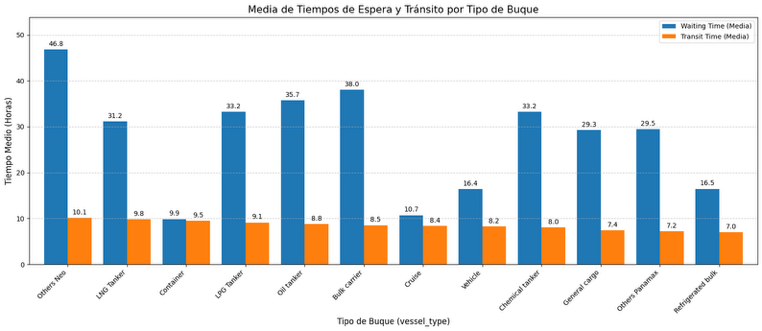 Media de Tiempos de Espera y Tránsito por Tipo de Buque
Waiting Time (Media)
Transit Time (Media)
Tiempo Medio (Horas)
50
40
30
20
10
0
46.8
10.1
31.2
9.8
9.9
9.5
33.2
9.1
35.7
8.8
38.0
8.5
10.7
8.4
16.4
8.2
33.2
8.0
29.3
7.4
29.5
7.2
16.5
7.0
Others Neo
LNG Tanker
Container
LPG Tanker
Oil tanker
Bulk carrier
Cruise
Vehicle
Chemical tanker
General cargo
Others Panamax
Refrigerated bulk
Tipo de Buque (vessel_type)